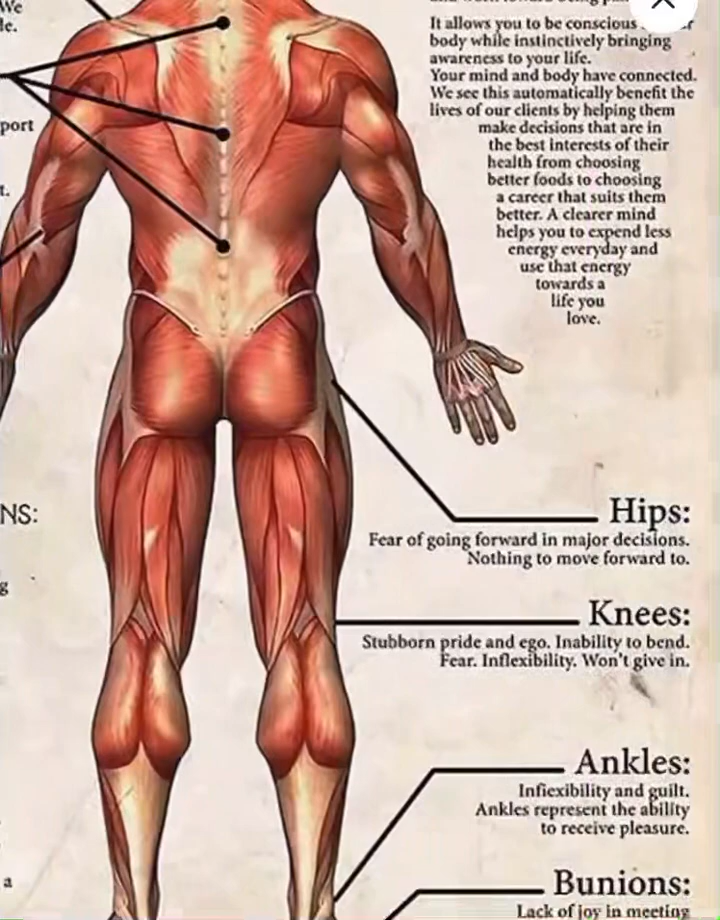 We
le.
port
t.
NS:
g
a
It allows you to be conscious
body while instinctively bringing
awareness to your life.
Your mind and body have connected.
We see this automatically benefit the
lives of our clients by helping them
make decisions that are in
the best interests of their
health from choosing
better foods to choosing
a career that suits them
better. A clearer mind
helps you to expend less
energy everyday and
use that energy
towards a
life you
love.
Hips:
Fear of going forward in major decisions.
Nothing to move forward to.
Knees:
Stubborn pride and ego. Inability to bend.
Fear. Inflexibility. Won't give in.
Ankles:
Infiexibility and guilt.
Ankles represent the ability
to receive pleasure.
Bunions:
Lack of joy in meeting